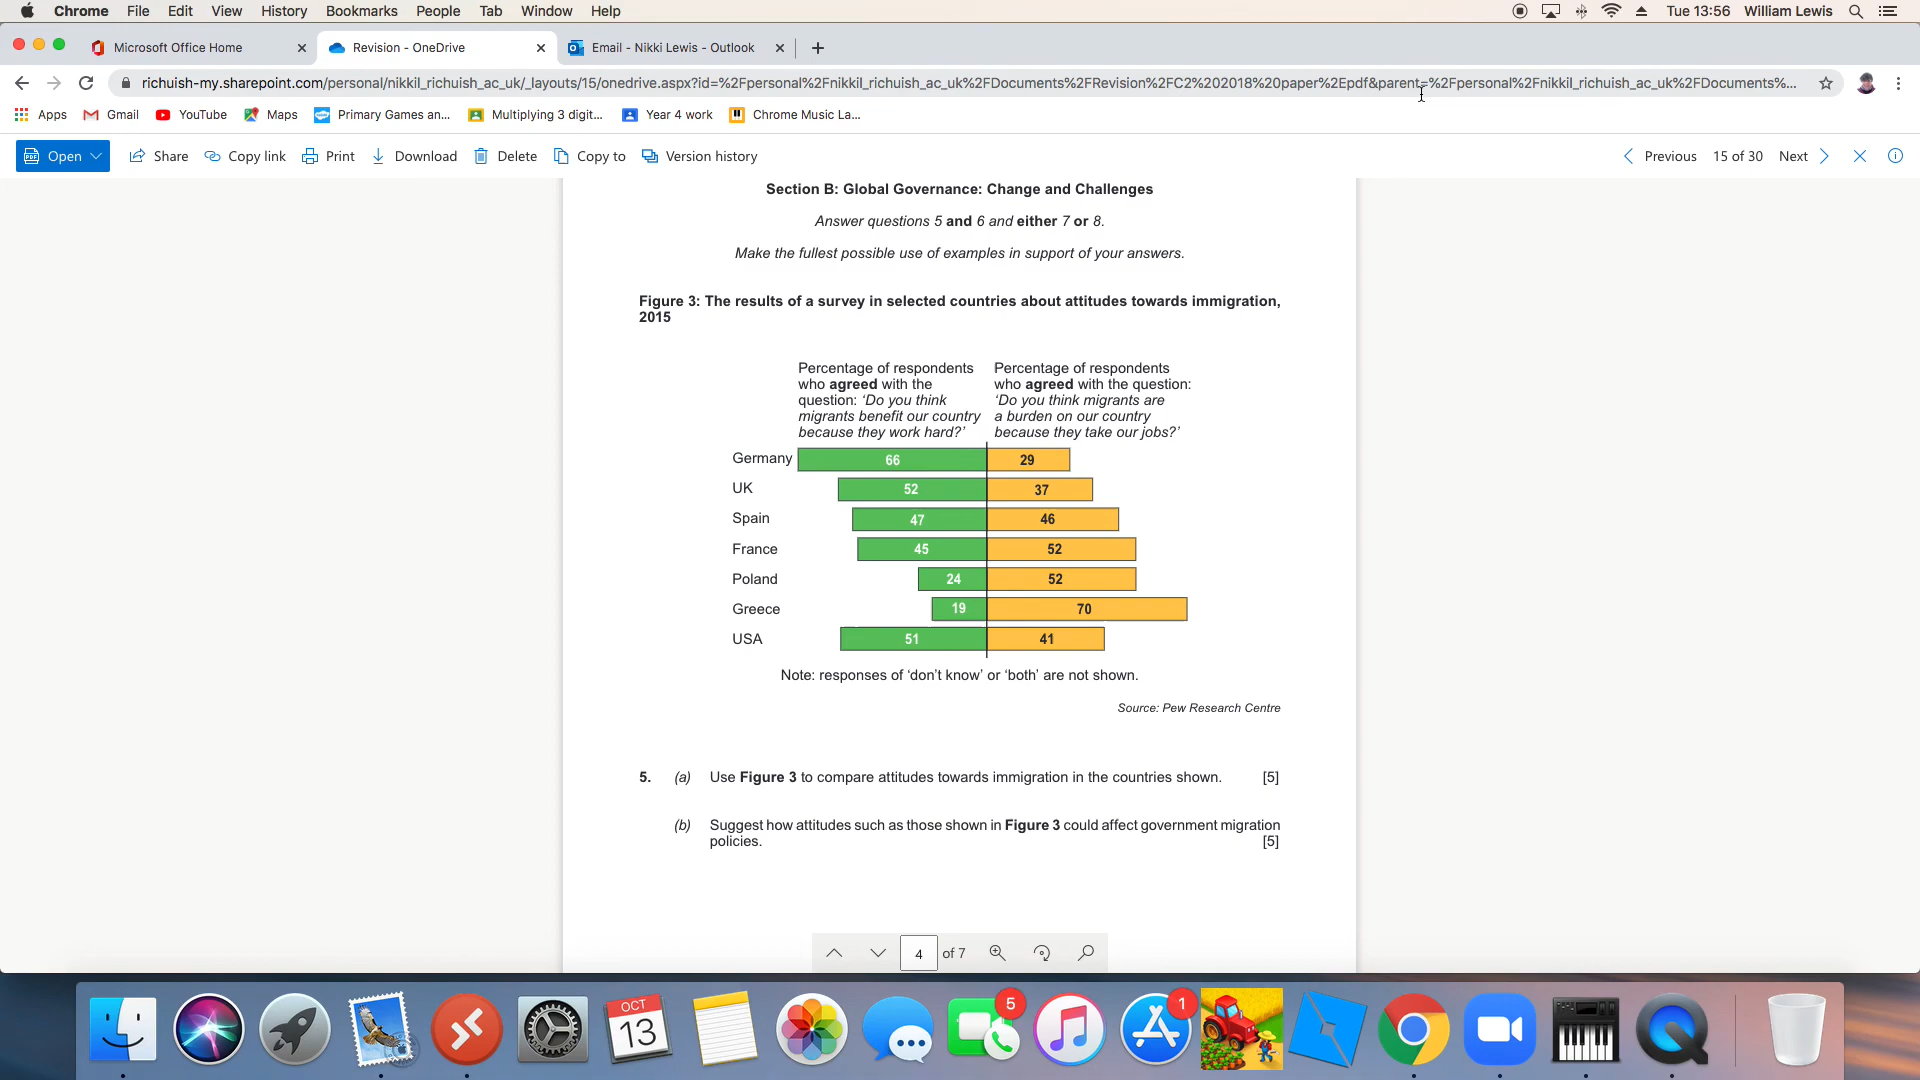 Chrome File Edit View History Bookmarks People Tab Window Help Tue 13:56 William Lewis
Microsoft Office Home Revision - OneDrive Email - Nikki Lewis - Outlook
richuish-my.sharepoint.com/personal/nikkil_richuish_ac_uk/_layouts/15/onedrive.aspx?id=%2Fpersonal%2Fnikkil_richuish_ac_uk%2FDocuments%2FRevision%2FC2%202018%20paper%2Epdf&parent=%2Fpersonal%2Fnikkil_richuish_ac_uk%2FDocuments%...
Apps Gmail YouTube Maps Primary Games an... Multiplying 3 digit... Year 4 work Chrome Music La...
PDF Open Share Copy link Print Download Delete Copy to Version history Previous 15 of 30 Next
Section B: Global Governance: Change and Challenges
Answer questions 5 and 6 and either 7 or 8.
Make the fullest possible use of examples in support of your answers.
Figure 3: The results of a survey in selected countries about attitudes towards immigration,
2015
Percentage of respondents
who agreed with the
question: ‘Do you think
migrants benefit our country
because they work hard?’
Percentage of respondents
who agreed with the question:
‘Do you think migrants are
a burden on our country
because they take our jobs?’
Germany 66 29
UK 52 37
Spain 47 46
France 45 52
Poland 24 52
Greece 19 70
USA 51 41
Note: responses of ‘don’t know’ or ‘both’ are not shown.
Source: Pew Research Centre
5. (a) Use Figure 3 to compare attitudes towards immigration in the countries shown. [5]
(b) Suggest how attitudes such as those shown in Figure 3 could affect government migration
policies. [5]
4 of 7
OCT
13
5
1